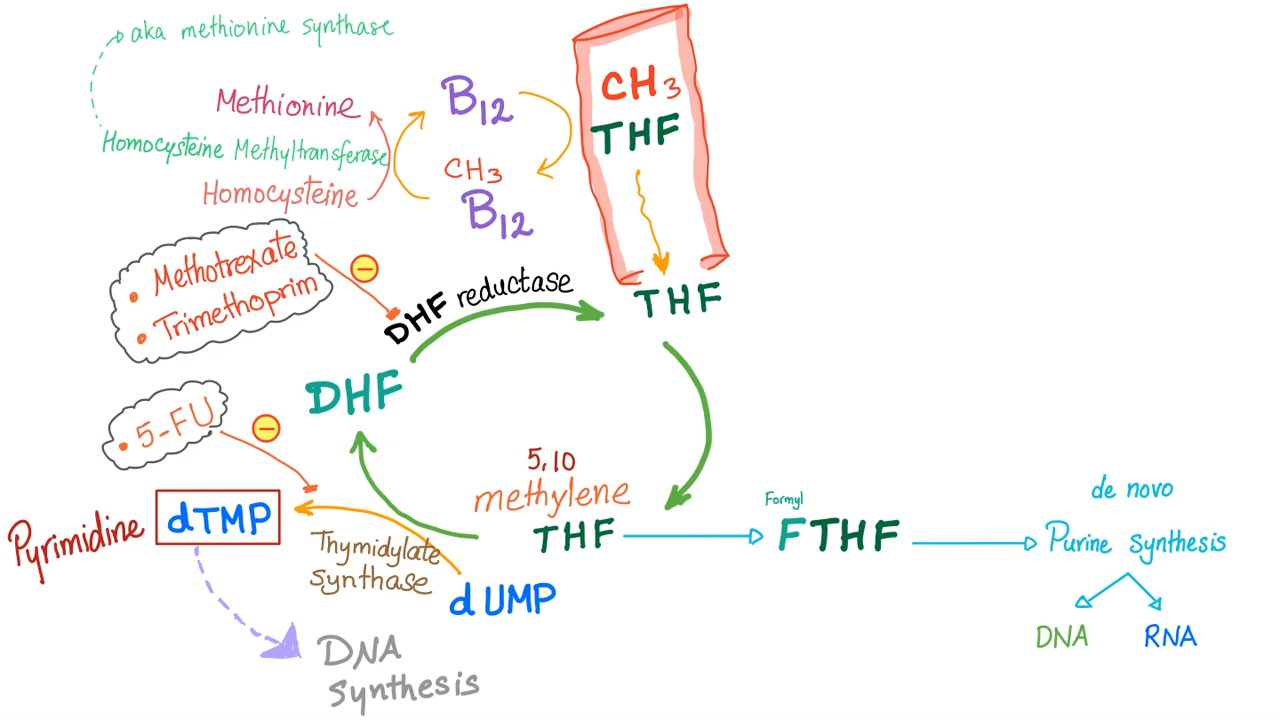 aka methionine synthase
Methionine
Homocysteine Methyltransferase
Homocysteine
B12
CH3
B12
CH3
THF
• Methotrexate
• Trimethoprim
−
DHF reductase
THF
DHF
• 5-FU
−
5,10
methylene
THF
Formyl
FTHF
de novo
Purine synthesis
DNA
RNA
Pyrimidine
dTMP
Thymidylate
synthase
dUMP
DNA
Synthesis